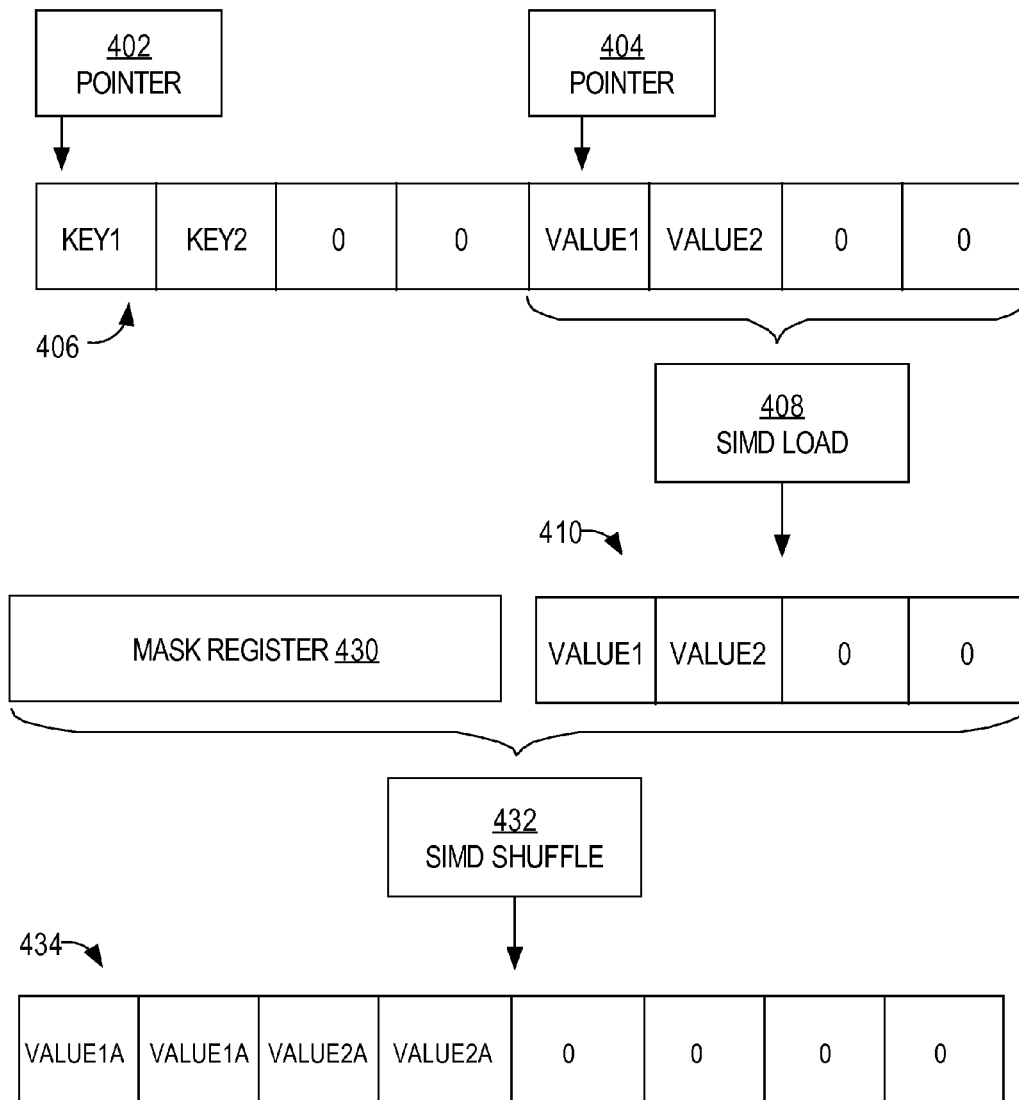 402 404
POINTER POINTER
KEY1 KEY2 0 0 VALUE1 VALUE2 0 0
406
408
SIMD LOAD
410
MASK REGISTER 430 VALUE1 VALUE2 0 0
432
SIMD SHUFFLE
434
VALUE1A VALUE1A VALUE2A VALUE2A 0 0 0 0